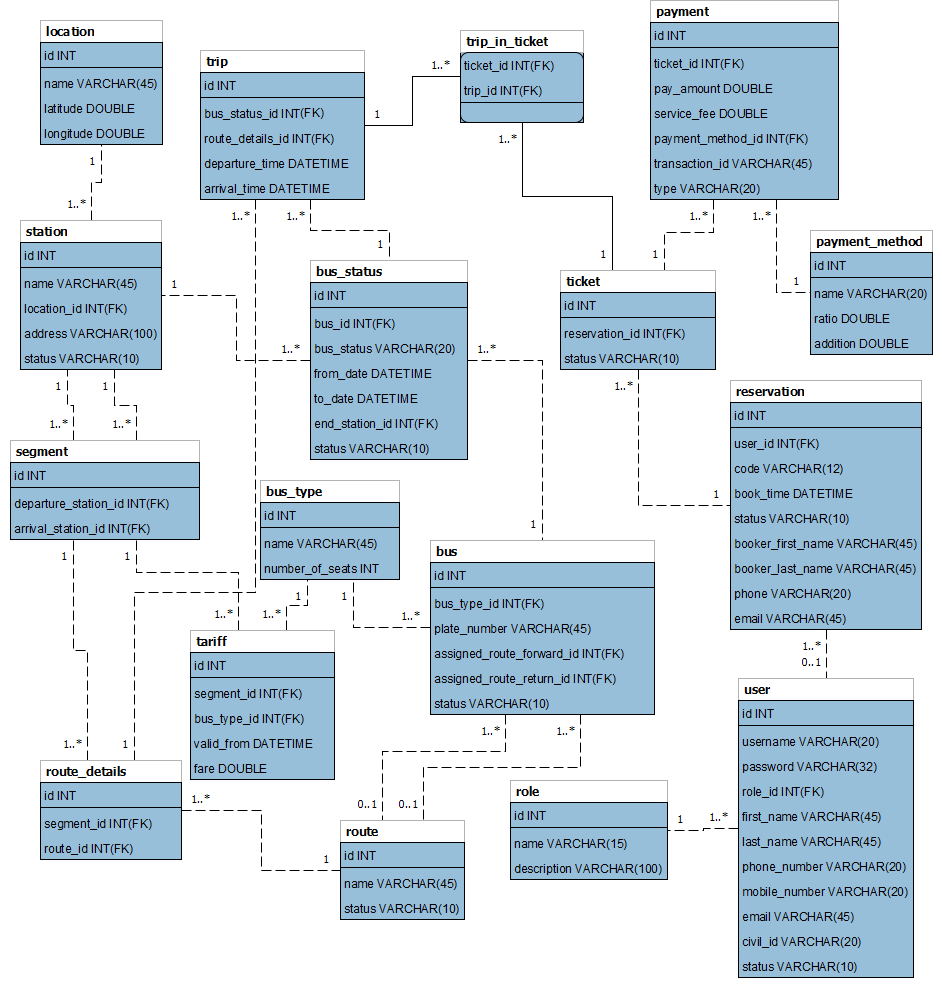 location
id INT
name VARCHAR(45)
latitude DOUBLE
longitude DOUBLE
1
1..*
trip
id INT
bus_status_id INT(FK)
route_details_id INT(FK)
departure_time DATETIME
arrival_time DATETIME
1
1..*
1..*
1..*
1
trip_in_ticket
ticket_id INT(FK)
trip_id INT(FK)
1..*
1
payment
id INT
ticket_id INT(FK)
pay_amount DOUBLE
service_fee DOUBLE
payment_method_id INT(FK)
transaction_id VARCHAR(45)
type VARCHAR(20)
1..*
1..*
1
1
payment_method
id INT
name VARCHAR(20)
ratio DOUBLE
addition DOUBLE
station
id INT
name VARCHAR(45)
location_id INT(FK)
address VARCHAR(100)
status VARCHAR(10)
1
1..*
1
1
1..*
1..*
bus_status
id INT
bus_id INT(FK)
bus_status VARCHAR(20)
from_date DATETIME
to_date DATETIME
end_station_id INT(FK)
status VARCHAR(10)
1..*
1
ticket
id INT
reservation_id INT(FK)
status VARCHAR(10)
1..*
1
reservation
id INT
user_id INT(FK)
code VARCHAR(12)
book_time DATETIME
status VARCHAR(10)
booker_first_name VARCHAR(45)
booker_last_name VARCHAR(45)
phone VARCHAR(20)
email VARCHAR(45)
1..*
0..1
segment
id INT
departure_station_id INT(FK)
arrival_station_id INT(FK)
1
1
1..*
1..*
bus_type
id INT
name VARCHAR(45)
number_of_seats INT
1
1
1..*
1..*
bus
id INT
bus_type_id INT(FK)
plate_number VARCHAR(45)
assigned_route_forward_id INT(FK)
assigned_route_return_id INT(FK)
status VARCHAR(10)
1..*
1..*
0..1
0..1
tariff
id INT
segment_id INT(FK)
bus_type_id INT(FK)
valid_from DATETIME
fare DOUBLE
user
id INT
username VARCHAR(20)
password VARCHAR(32)
role_id INT(FK)
first_name VARCHAR(45)
last_name VARCHAR(45)
phone_number VARCHAR(20)
mobile_number VARCHAR(20)
email VARCHAR(45)
civil_id VARCHAR(20)
status VARCHAR(10)
1
route_details
id INT
segment_id INT(FK)
route_id INT(FK)
1..*
1
route
id INT
name VARCHAR(45)
status VARCHAR(10)
role
id INT
name VARCHAR(15)
description VARCHAR(100)
1
1..*